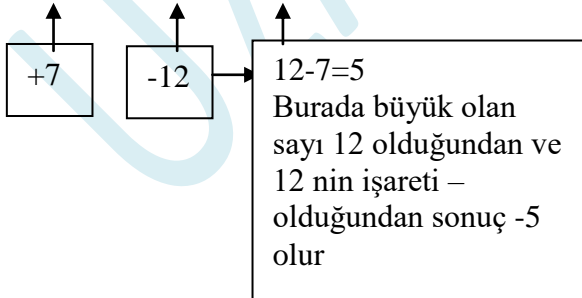 +7
-12
12-7=5
Burada büyük olan
sayı 12 olduğundan ve
12 nin işareti –
olduğundan sonuç -5
olur